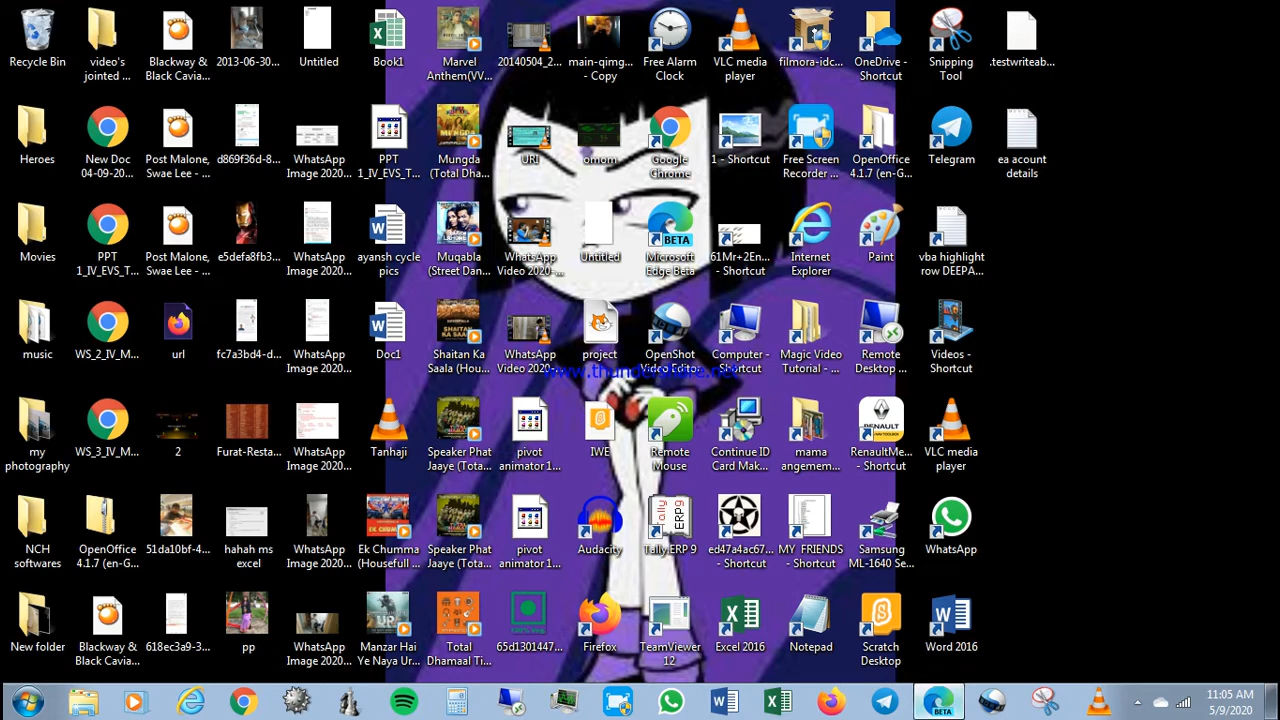 Recycle Bin
video's
jointed ...
Blackway &
Black Cavia...
2013-06-30...
Untitled
Book1
Marvel
Anthem(VV...
20140504_2...
main-qimg...
- Copy
Free Alarm
Clock
VLC media
player
filmora-idc...
OneDrive -
Shortcut
Snipping
Tool
.testwriteab...
Heroes
New Doc
04-09-20...
Post Malone,
Swae Lee - ...
d869f36d-8...
WhatsApp
Image 2020...
PPT
1_IV_EVS_T...
Mungda
(Total Dha...
URI
omom
Google
Chrome
1 - Shortcut
Free Screen
Recorder ...
OpenOffice
4.1.7 (en-G...
Telegram
ea acount
details
Movies
PPT
1_IV_EVS_T...
Post Malone,
Swae Lee - ...
e5defa8fb3...
WhatsApp
Image 2020...
ayansh cycle
pics
Muqabla
(Street Dan...
WhatsApp
Video 2020-...
Untitled
Microsoft
Edge Beta
BETA
61Mr+2En...
- Shortcut
Internet
Explorer
Paint
vba highlight
row DEEPA...
music
WS_2_IV_M...
url
fc7a3bd4-d...
WhatsApp
Image 2020...
Doc1
Shaitan Ka
Saala (Hou...
WhatsApp
Video 2020...
project
OpenShot
Video Editor
Computer -
Shortcut
Magic Video
Tutorial - ...
Remote
Desktop ...
Videos -
Shortcut
my
photography
WS_3_IV_M...
2
Furat-Resta...
WhatsApp
Image 2020...
Tanhaji
Speaker Phat
Jaaye (Tota...
pivot
animator 1...
IWE
Remote
Mouse
Continue ID
Card Mak...
mama
angemem...
RENAULT
RenaultMe...
- Shortcut
VLC media
player
NCH
softwares
OpenOffice
4.1.7 (en-G...
51da10bf-4...
hahah ms
excel
WhatsApp
Image 2020...
EK CHUMMA
Ek Chumma
(Housefull ...
Speaker Phat
Jaaye (Tota...
pivot
animator 1...
Audacity
Tally
ERP9
Tally ERP 9
ed47a4ac67...
- Shortcut
MY FRIENDS
- Shortcut
Samsung
ML-1640 Se...
WhatsApp
New folder
Blackway &
Black Cavia...
618ec3a9-3...
pp
WhatsApp
Image 2020...
Manzar Hai
Ye Naya Ur...
Total
Dhamaal Ti...
65d1301447...
Firefox
TeamViewer
12
Excel 2016
Notepad
Scratch
Desktop
Word 2016
BETA
11:05 AM
5/9/2020